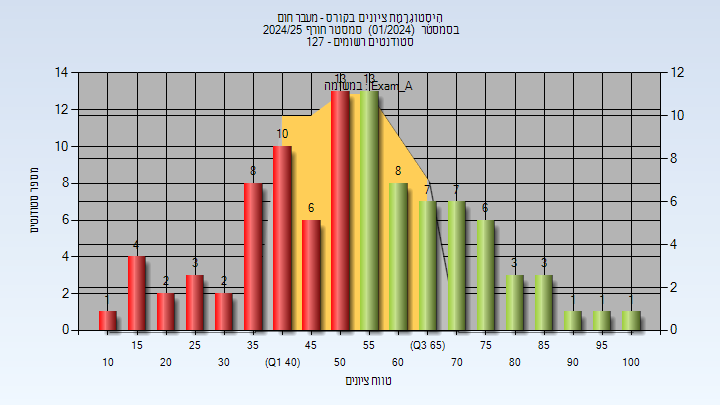 היסטוגרמת ציונים בקורס - מעבר חום
בסמסטר (01/2024) סמסטר חורף 2024/25
סטודנטים רשומים - 127
במשימה: Exam_A
מספר סטודנטים
14 12 10 8 6 4 2 0
12 10 8 6 4 2 0
1 4 2 3 2 8 10 6 13 13 8 7 7 6 3 3 1 1 1
15 25 35 45 55 (Q3 65) 75 85 95
10 20 30 (Q1 40) 50 60 70 80 90 100
טווח ציונים